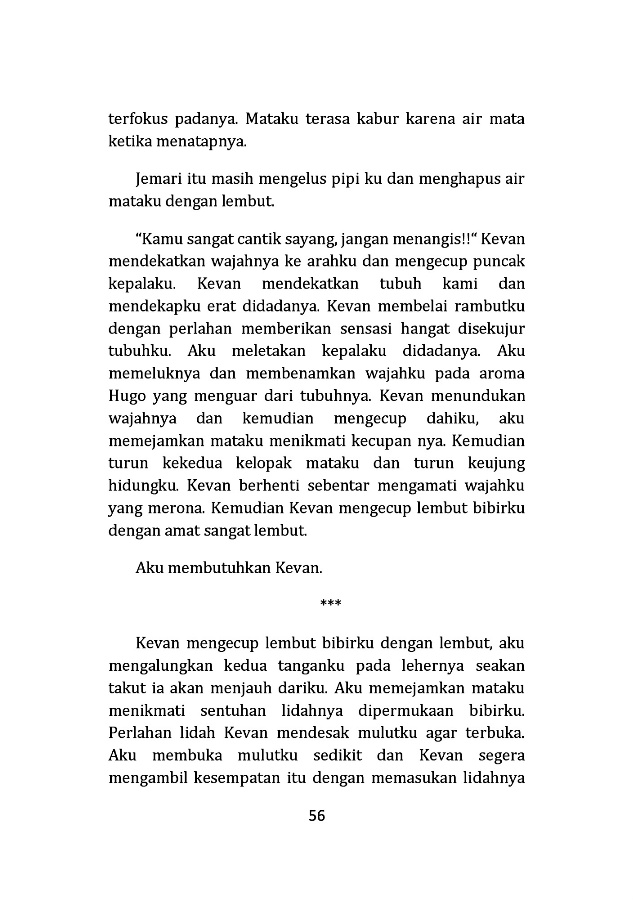 terfokus padanya. Mataku terasa kabur karena air mata
ketika menatapnya.
Jemari itu masih mengelus pipi ku dan menghapus air
mataku dengan lembut.
“Kamu sangat cantik sayang, jangan menangis!!“ Kevan
mendekatkan wajahnya ke arahku dan mengecup puncak
kepalaku. Kevan mendekatkan tubuh kami dan
mendekapku erat didadanya. Kevan membelai rambutku
dengan perlahan memberikan sensasi hangat disekujur
tubuhku. Aku meletakan kepalaku didadanya. Aku
memeluknya dan membenamkan wajahku pada aroma
Hugo yang menguar dari tubuhnya. Kevan menundukan
wajahnya dan kemudian mengecup dahiku, aku
memejamkan mataku menikmati kecupan nya. Kemudian
turun kekedua kelopak mataku dan turun keujung
hidungku. Kevan berhenti sebentar mengamati wajahku
yang merona. Kemudian Kevan mengecup lembut bibirku
dengan amat sangat lembut.
Aku membutuhkan Kevan.
***
Kevan mengecup lembut bibirku dengan lembut, aku
mengalungkan kedua tanganku pada lehernya seakan
takut ia akan menjauh dariku. Aku memejamkan mataku
menikmati sentuhan lidahnya dipermukaan bibirku.
Perlahan lidah Kevan mendesak mulutku agar terbuka.
Aku membuka mulutku sedikit dan Kevan segera
mengambil kesempatan itu dengan memasukan lidahnya
56